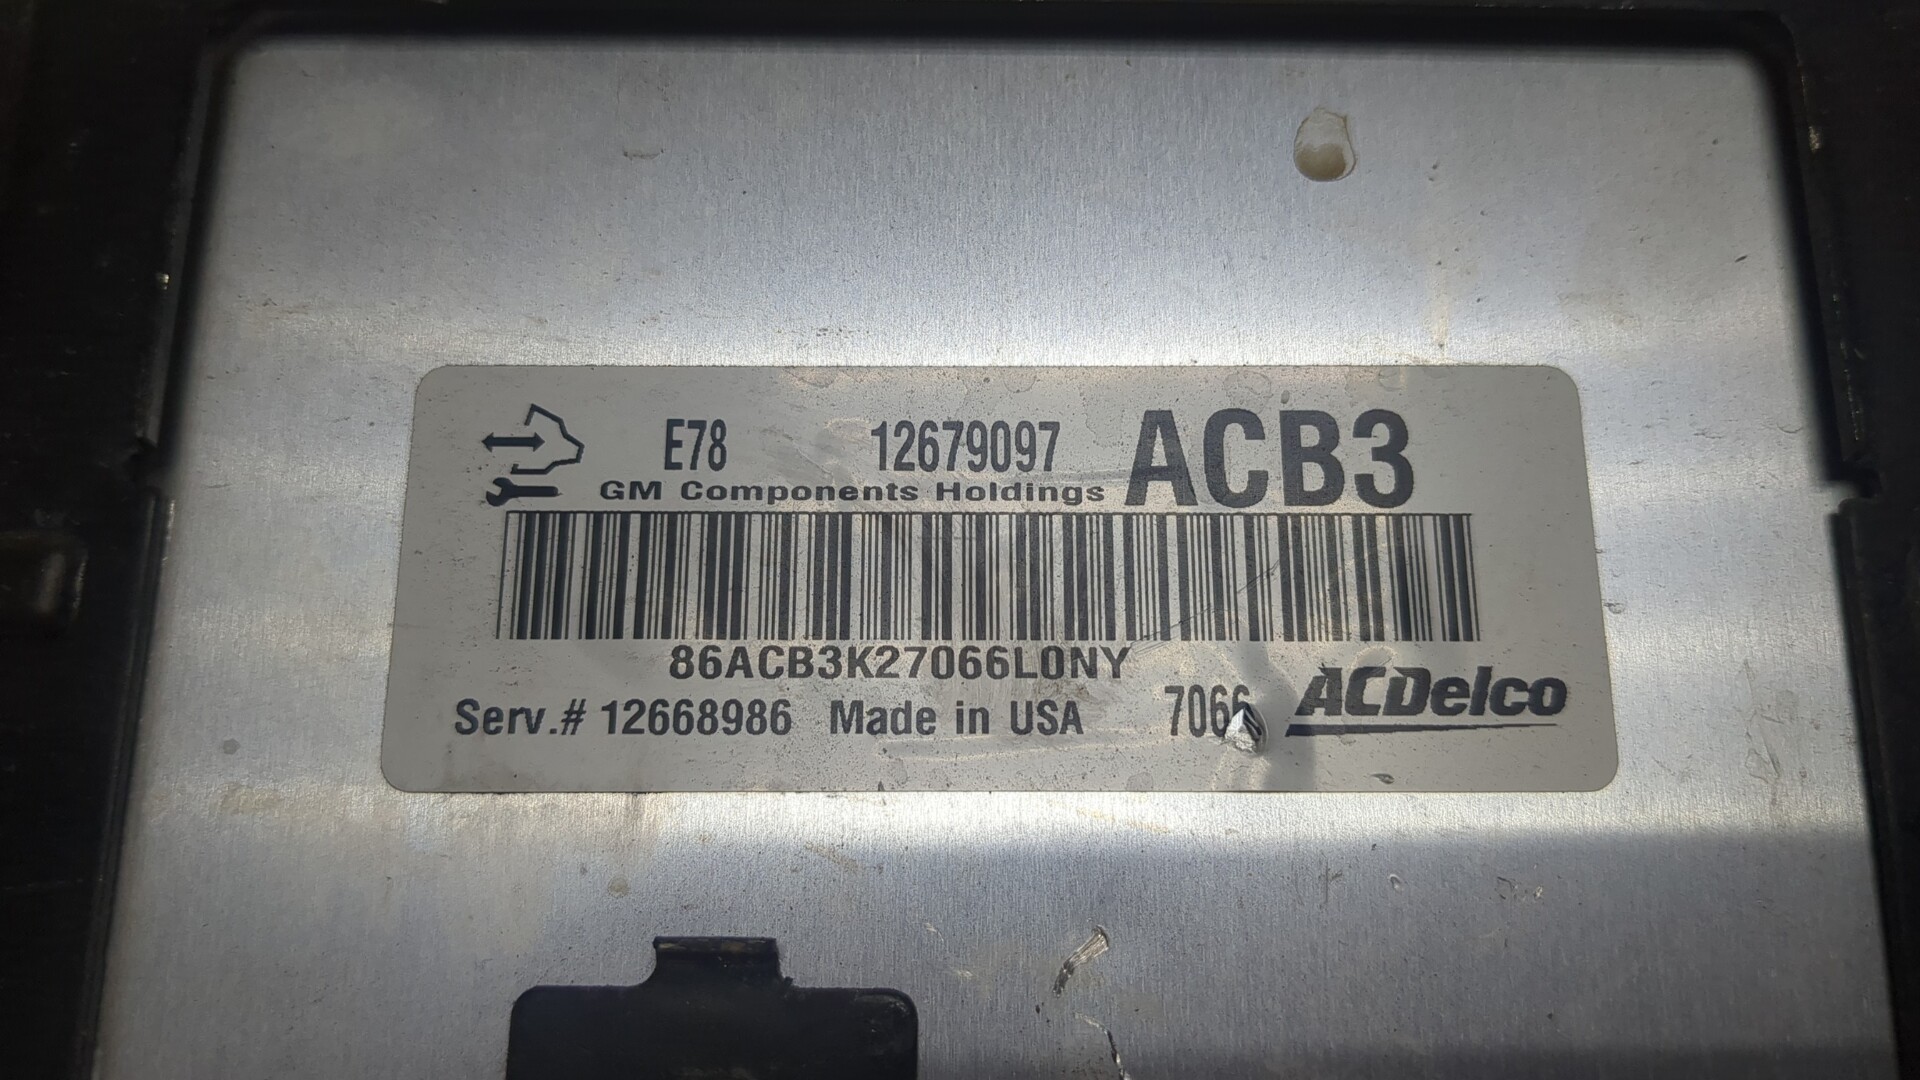 E78 12679097 ACB3
GM Components Holdings
86ACB3K27066L0NY
Serv.# 12668986 Made in USA 7066 ACDelco